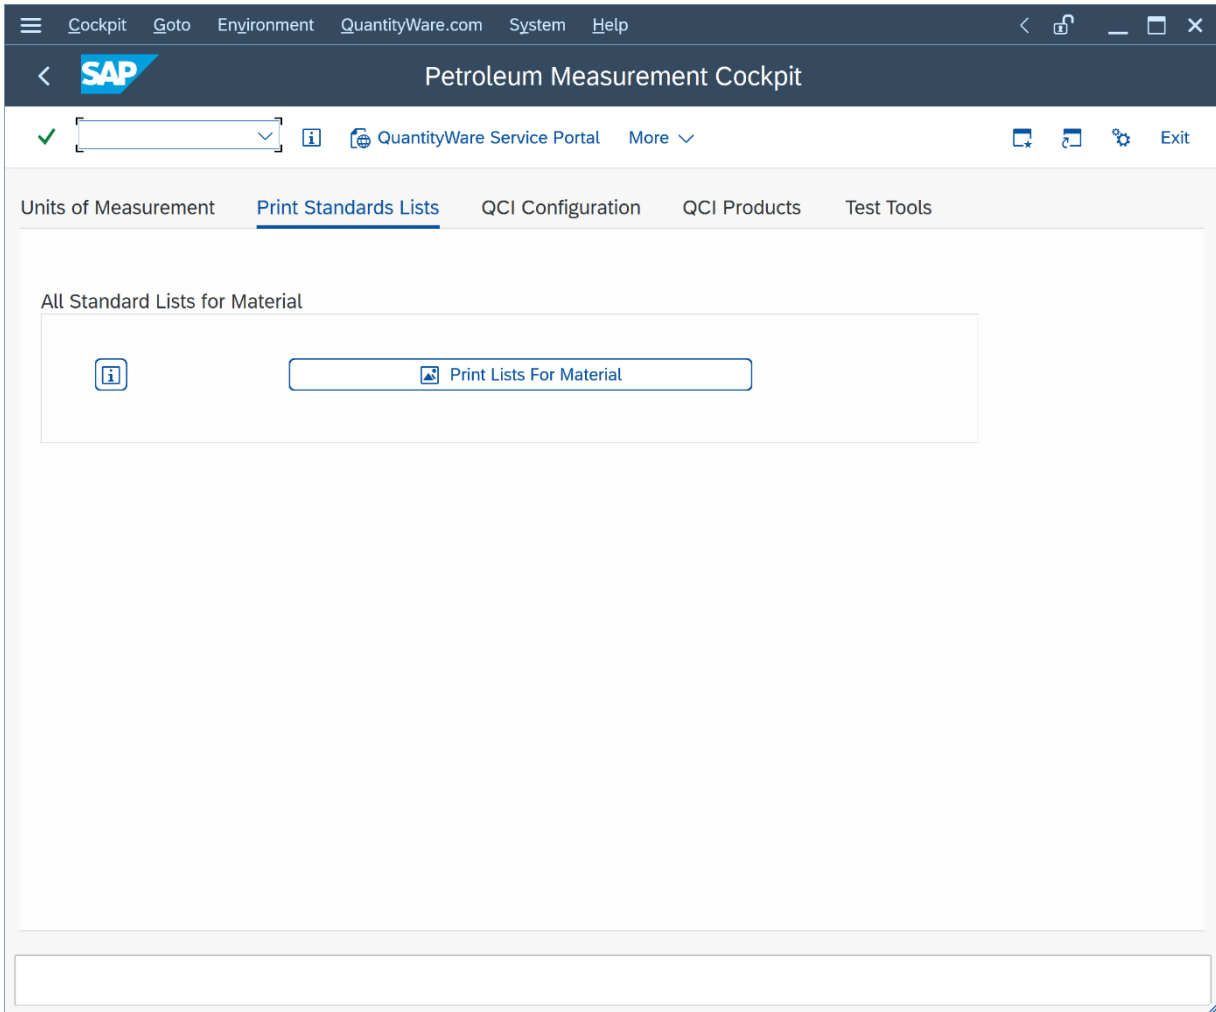 Cockpit Goto Environment QuantityWare.com System Help
SAP Petroleum Measurement Cockpit
QuantityWare Service Portal More Exit
Units of Measurement Print Standards Lists QCI Configuration QCI Products Test Tools
All Standard Lists for Material
Print Lists For Material